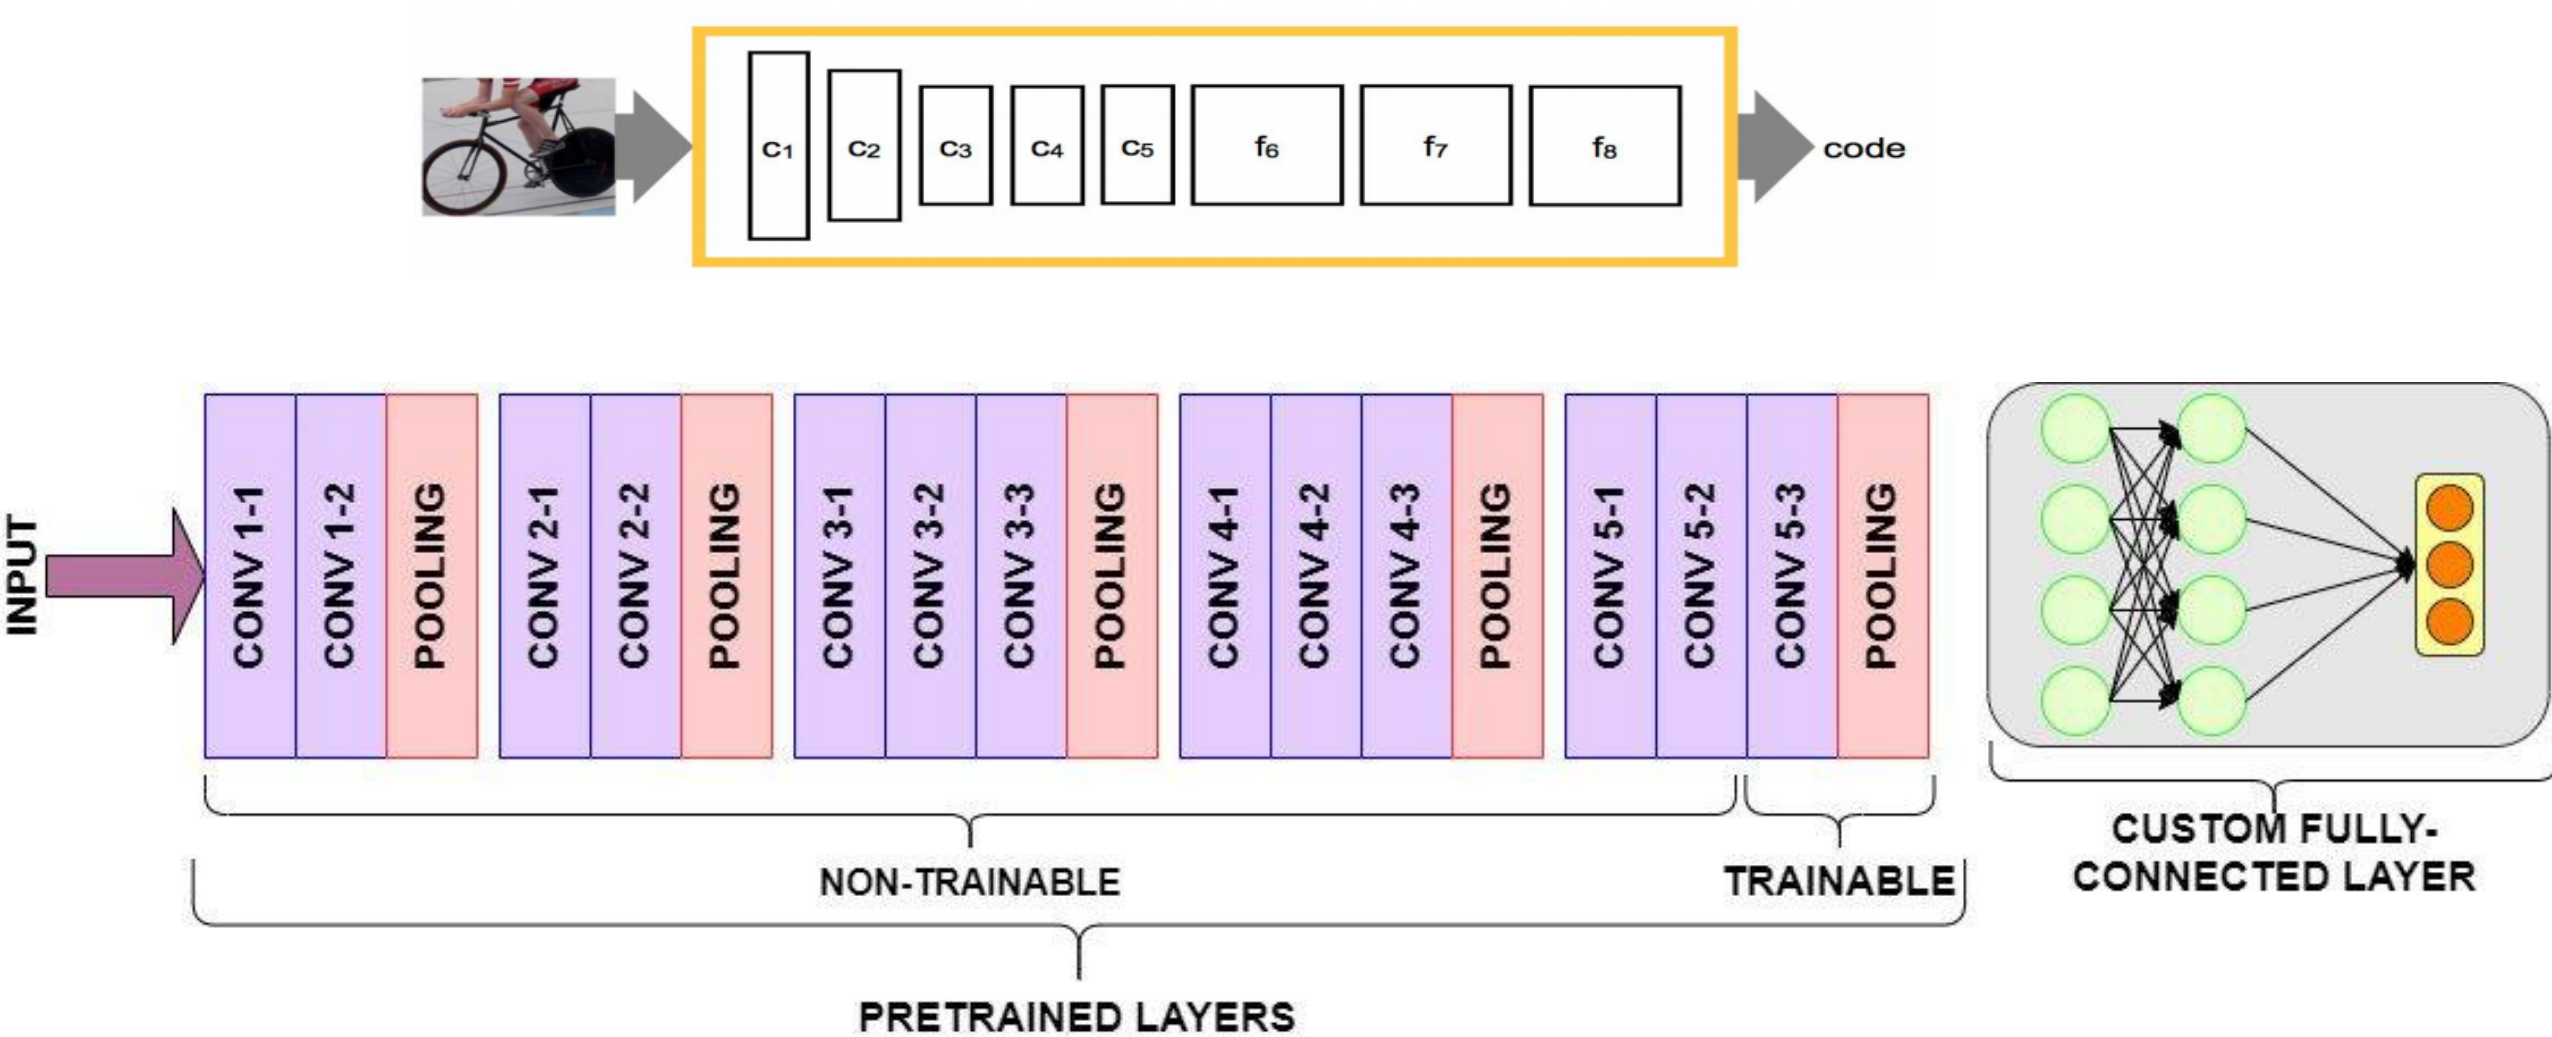 c1
c2
c3
c4
c5
f6
f7
f8
code
INPUT
CONV 1-1
CONV 1-2
POOLING
CONV 2-1
CONV 2-2
POOLING
CONV 3-1
CONV 3-2
CONV 3-3
POOLING
CONV 4-1
CONV 4-2
CONV 4-3
POOLING
CONV 5-1
CONV 5-2
CONV 5-3
POOLING
NON-TRAINABLE
TRAINABLE
CUSTOM FULLY-
CONNECTED LAYER
PRETRAINED LAYERS